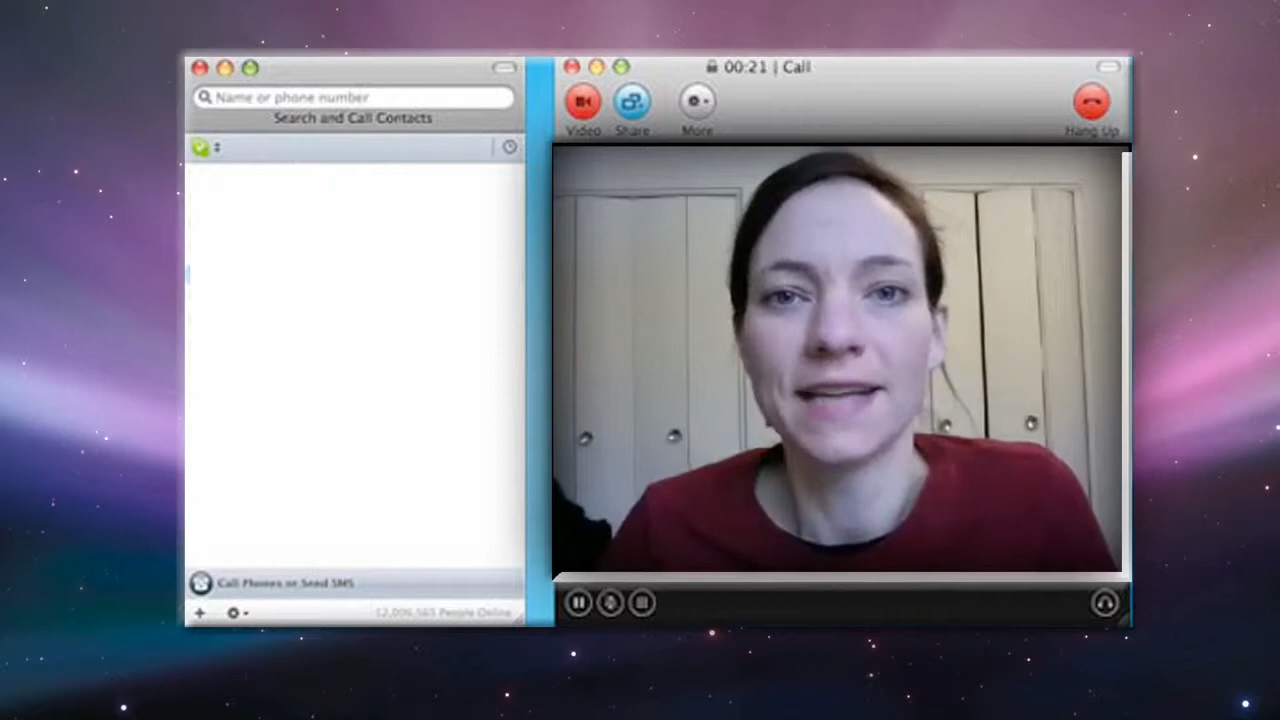 Name or phone number
Search and Call Contacts
Call Phones or Send SMS
People Online
00:21 | Call
Video
Share
More
Hang Up